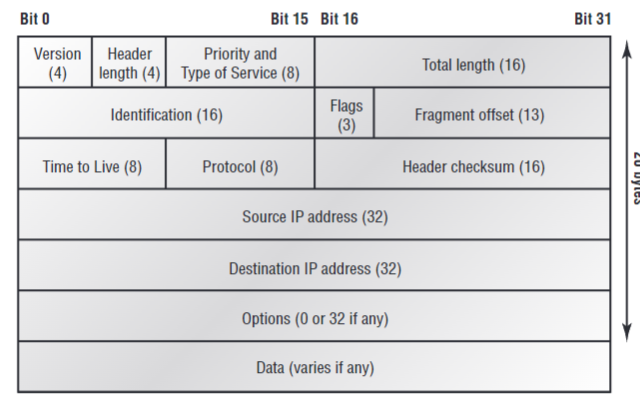 Bit 0 Bit 15 Bit 16 Bit 31
Version Header Priority and Total length (16)
(4) length (4) Type of Service (8)
Identification (16) Flags Fragment offset (13)
(3)
Time to Live (8) Protocol (8) Header checksum (16)
Source IP address (32)
Destination IP address (32)
Options (0 or 32 if any)
Data (varies if any)
bytes